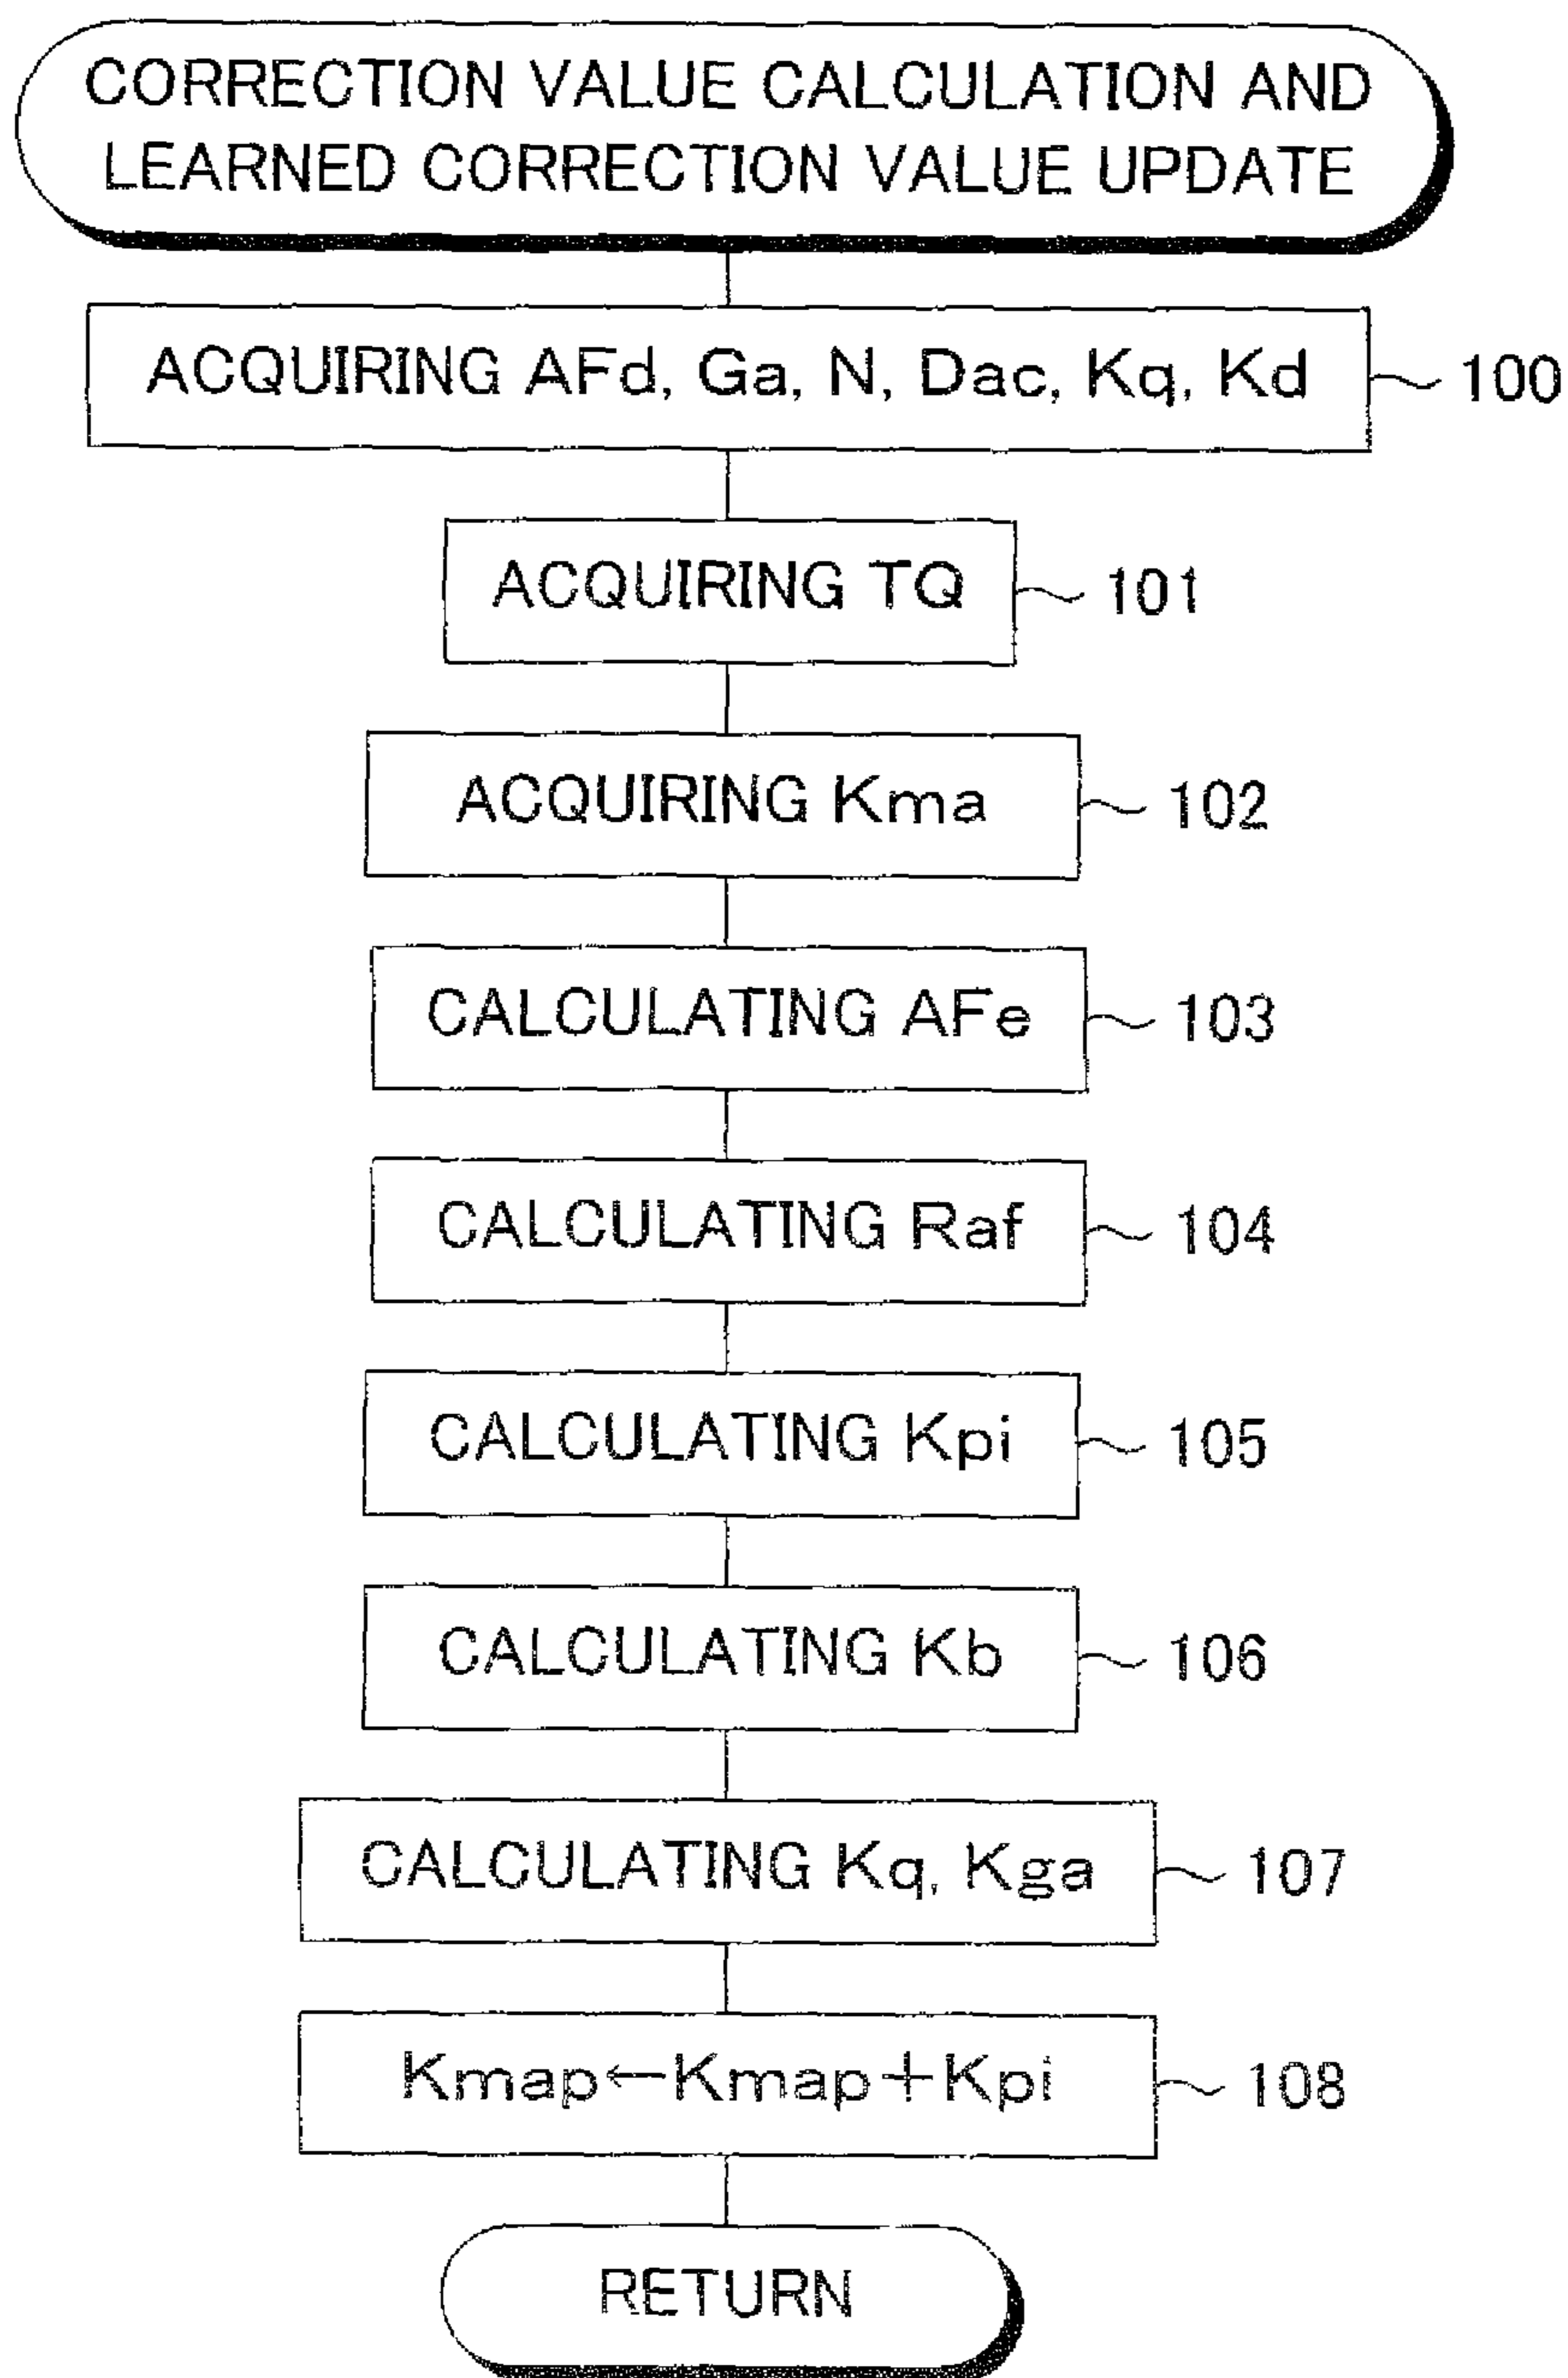 CORRECTION VALUE CALCULATION AND
LEARNED CORRECTION VALUE UPDATE
ACQUIRING AFd, Ga, N, Dac, Kq, Kd
100
ACQUIRING TQ
101
ACQUIRING Kma
102
CALCULATING AFe
103
CALCULATING Raf
104
CALCULATING Kpi
105
CALCULATING Kb
106
CALCULATING Kq, Kga
107
Kmap←Kmap+Kpi
108
RETURN